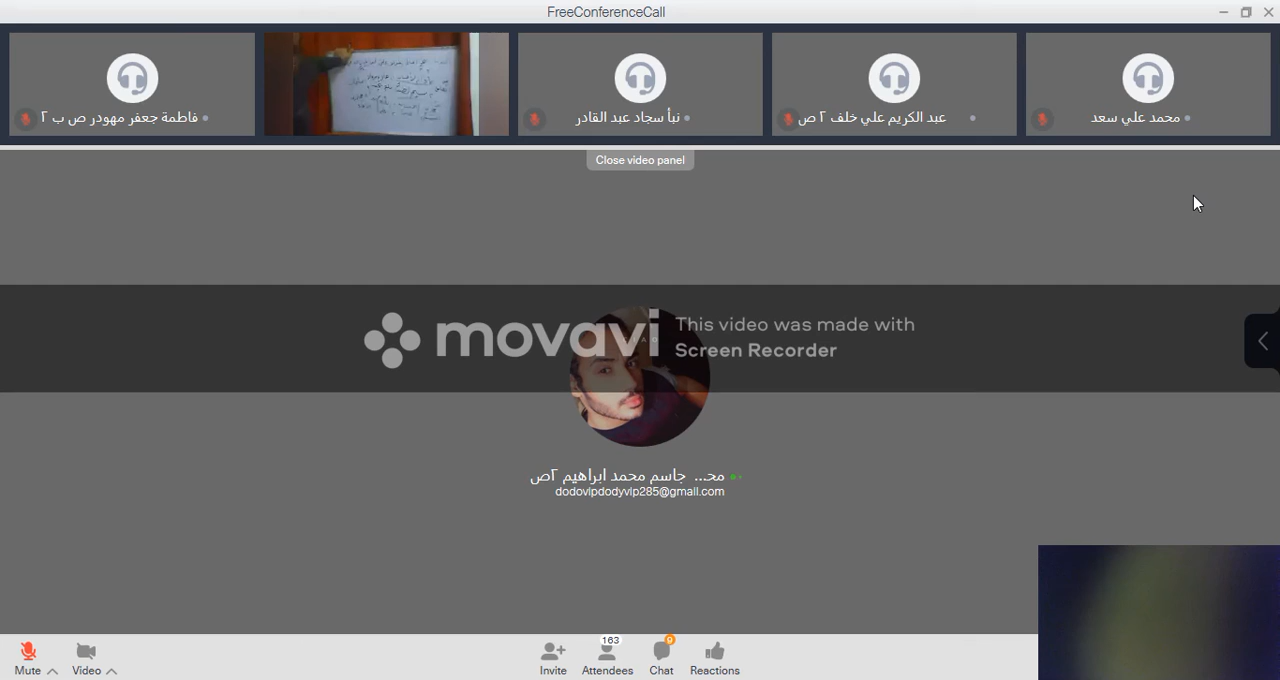 FreeConferenceCall
فاطمة جعفر مهودر ص ب ٢
نبأ سجاد عبد القادر
عبد الكريم علي خلف ٢ ص
محمد علي سعد
Close video panel
movavi
This video was made with
Screen Recorder
محـ... جاسم محمد ابراهيم ٢ص
dodovipdodyvip285@gmail.com
Mute
Video
Invite
163
Attendees
9
Chat
Reactions